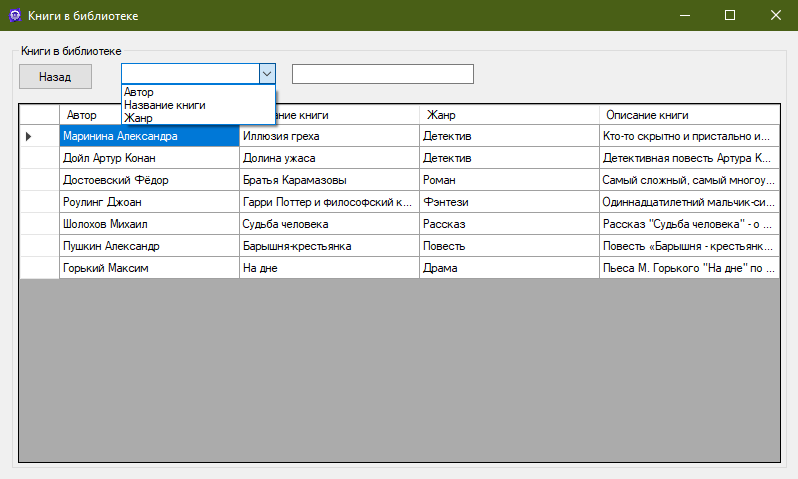 Книги в библиотеке
Книги в библиотеке
Назад
Автор
Название книги
Жанр
Автор ание книги Жанр Описание книги
Маринина Александра Иллюзия греха Детектив Кто-то скрытно и пристально и...
Дойл Артур Конан Долина ужаса Детектив Детективная повесть Артура К...
Достоевский Фёдор Братья Карамазовы Роман Самый сложный, самый многоу...
Роулинг Джоан Гарри Поттер и философский к... Фэнтези Одиннадцатилетний мальчик-си...
Шолохов Михаил Судьба человека Рассказ Рассказ "Судьба человека" - о ...
Пушкин Александр Барышня-крестьянка Повесть Повесть «Барышня - крестьянк...
Горький Максим На дне Драма Пьеса М. Горького "На дне" по ...